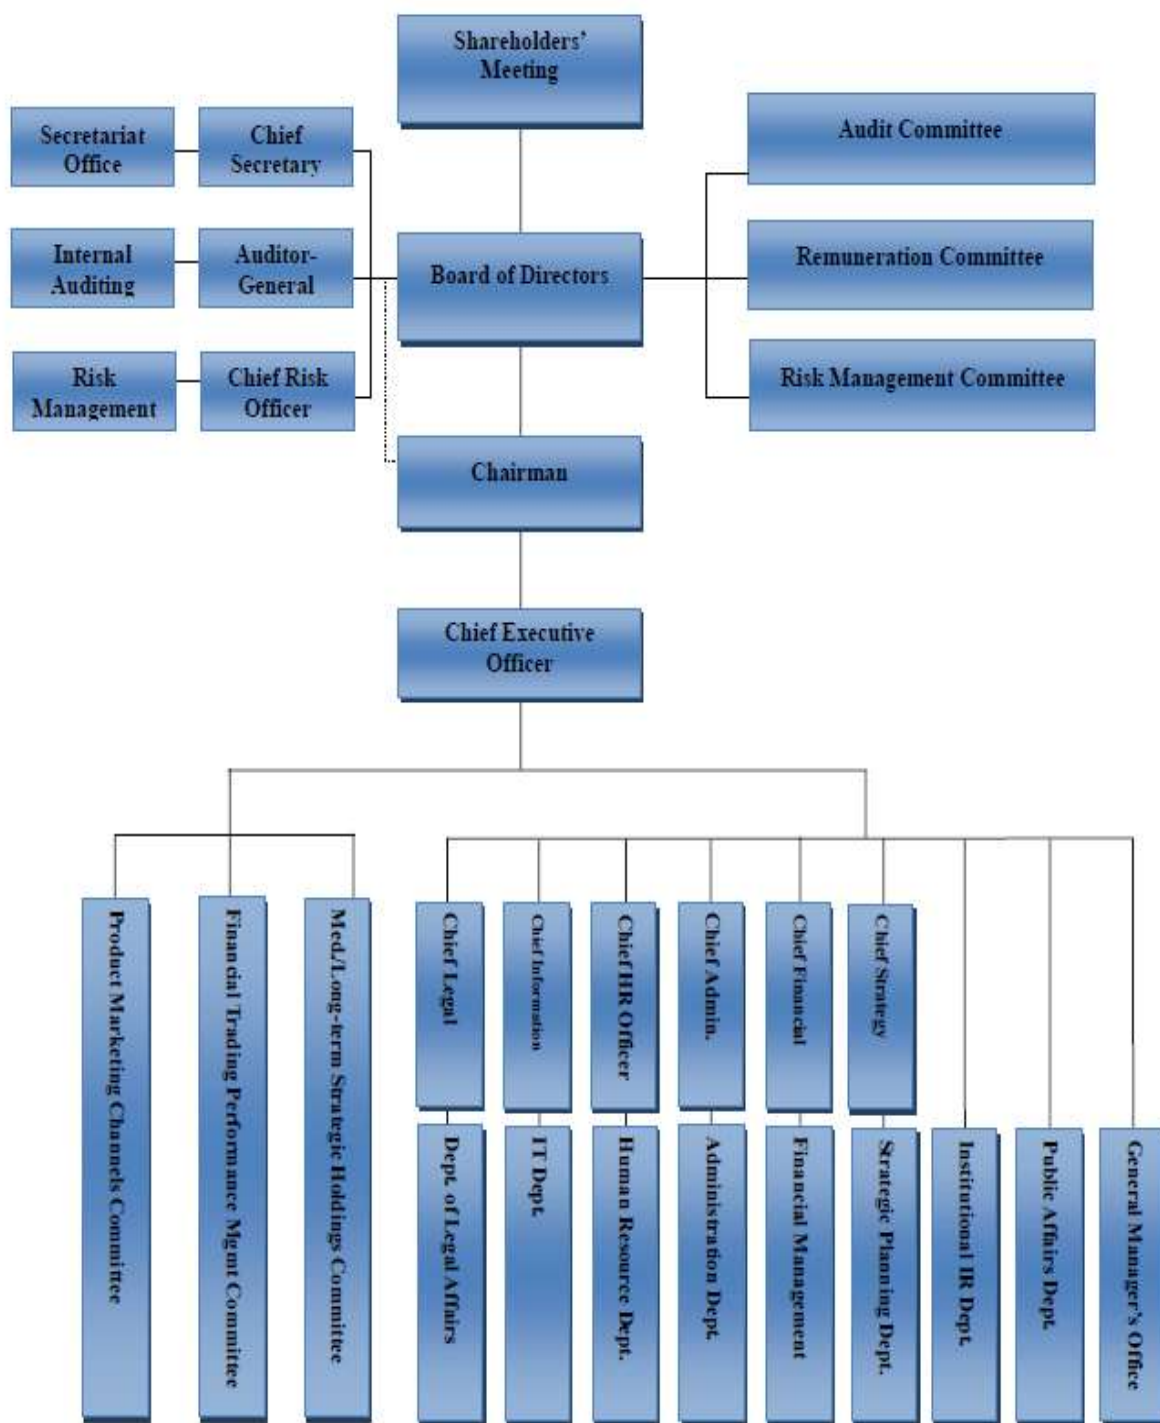 Shareholders'
Meeting
Secretariat
Office
Chief
Secretary
Audit Committee
Internal
Auditing
Auditor-
General
Board of Directors
Remuneration Committee
Risk
Management
Chief Risk
Officer
Risk Management Committee
Chairman
Chief Executive
Officer
Product Marketing Channels Committee
Financial Trading Performance Mgmt Committee
Med./Long-term Strategic Holdings Committee
Chief Legal
Chief Information
Chief HR Officer
Chief Admin.
Chief Financial
Chief Strategy
Dept. of Legal Affairs
IT Dept.
Human Resource Dept.
Administration Dept.
Financial Management
Strategic Planning Dept.
Institutional IR Dept.
Public Affairs Dept.
General Manager's Office